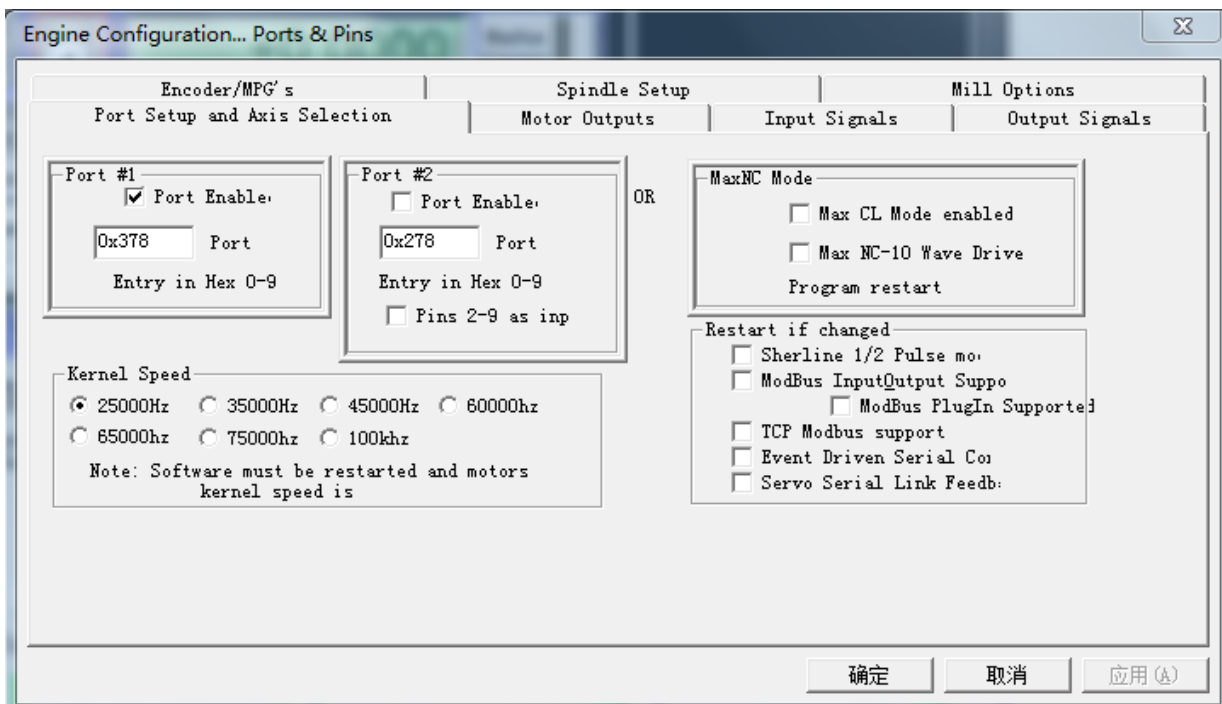 Engine Configuration... Ports & Pins
Encoder/MPG's Spindle Setup Mill Options
Port Setup and Axis Selection Motor Outputs Input Signals Output Signals
Port #1
Port Enable
0x378 Port
Entry in Hex 0-9
Port #2
Port Enable
0x278 Port
Entry in Hex 0-9
Pins 2-9 as inp
OR
MaxNC Mode
Max CL Mode enabled
Max NC-10 Wave Drive
Program restart
Restart if changed
Sherline 1/2 Pulse mo
ModBus InputOutput Suppo
ModBus PlugIn Supported
TCP Modbus support
Event Driven Serial Co
Servo Serial Link Feedb
Kernel Speed
25000Hz 35000Hz 45000Hz 60000hz
65000hz 75000hz 100khz
Note: Software must be restarted and motors
kernel speed is
确定 取消 应用(A)